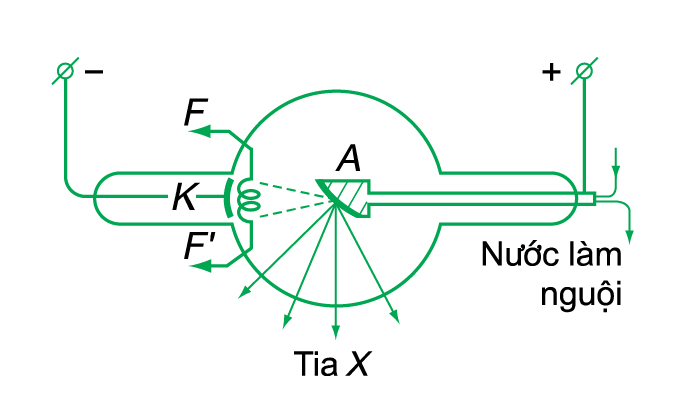 −
+
F
A
K
F'
Nước làm
nguội
Tia X